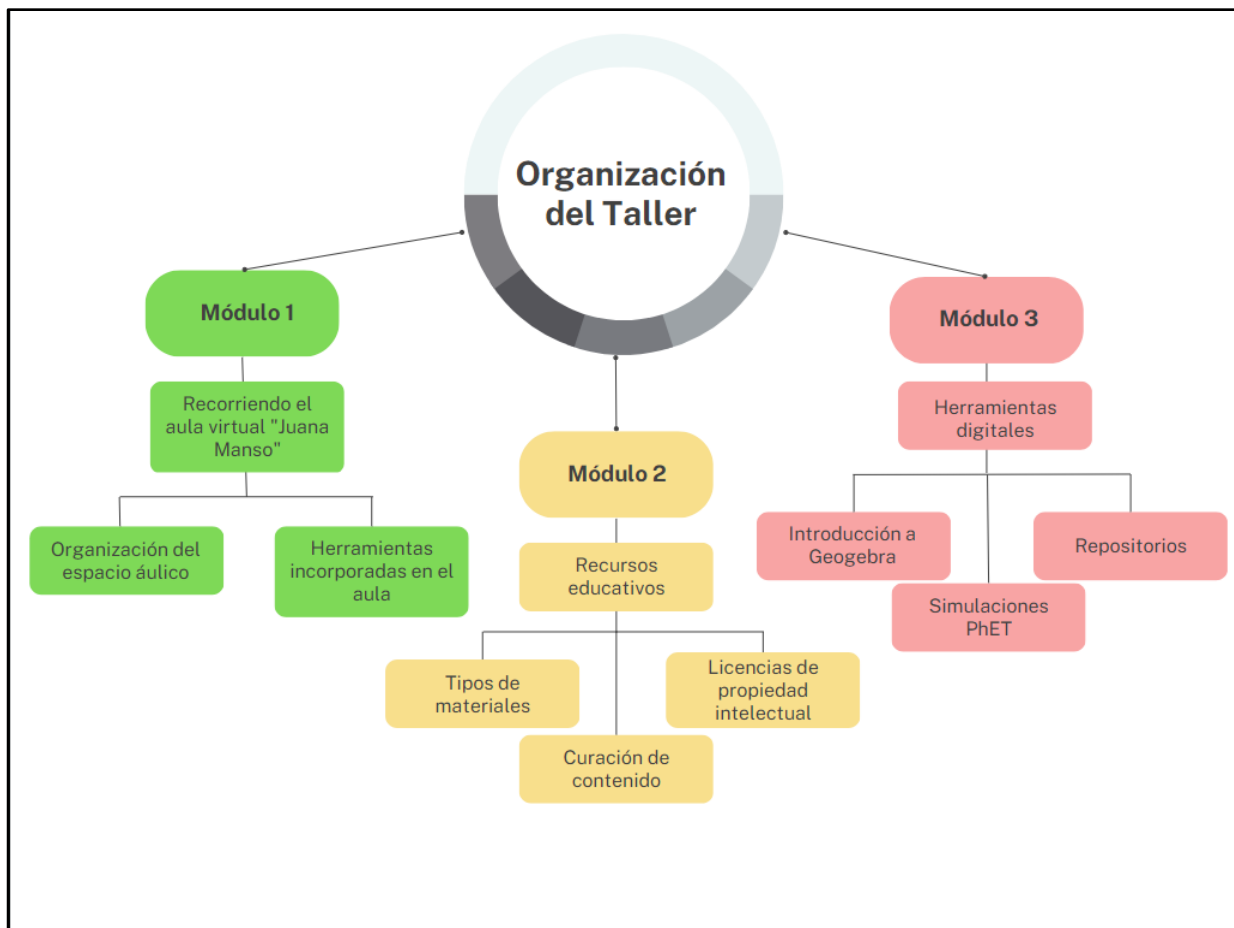 Organización
del Taller
Módulo 1
Recorriendo el
aula virtual "Juana
Manso"
Organización del
espacio áulico
Herramientas
incorporadas en el
aula
Módulo 2
Recursos
educativos
Tipos de
materiales
Curación de
contenido
Licencias de
propiedad
intelectual
Módulo 3
Herramientas
digitales
Introducción a
Geogebra
Simulaciones
PhET
Repositorios